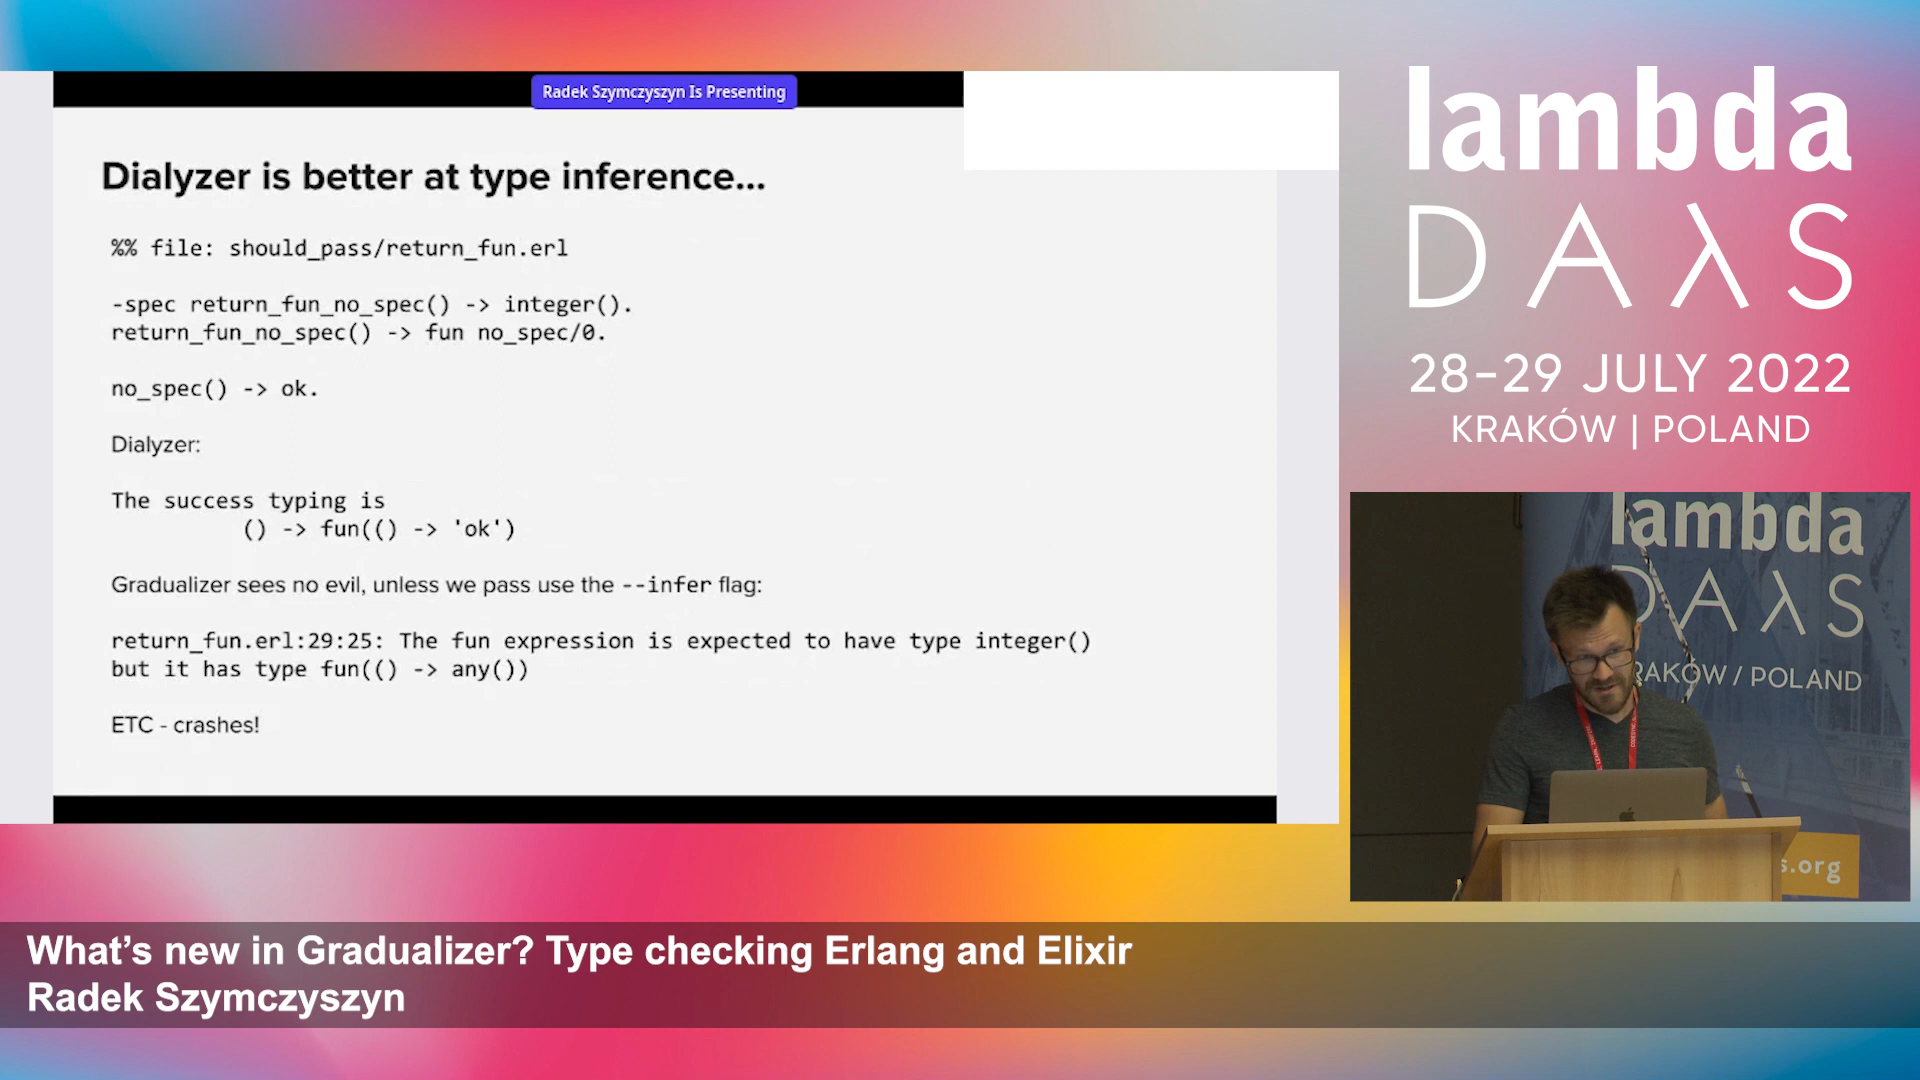 Radek Szymczyszyn Is Presenting
Dialyzer is better at type inference...
%% file: should_pass/return_fun.erl
-spec return_fun_no_spec() -> integer().
return_fun_no_spec() -> fun no_spec/0.
no_spec() -> ok.
Dialyzer:
The success typing is
() -> fun(() -> 'ok')
Gradualizer sees no evil, unless we pass use the --infer flag:
return_fun.erl:29:25: The fun expression is expected to have type integer()
but it has type fun(() -> any())
ETC - crashes!
lambda
DAλS
28-29 JULY 2022
KRAKÓW | POLAND
lambda
DAλS
RAKÓW / POLAND
s.org
What's new in Gradualizer? Type checking Erlang and Elixir
Radek Szymczyszyn